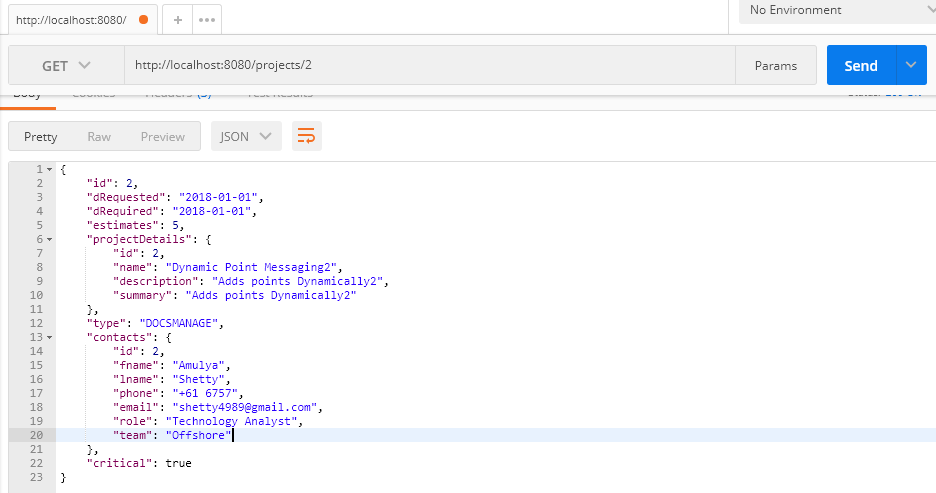 http://localhost:8080/
+
•••
No Environment
GET
http://localhost:8080/projects/2
Params
Send
Body Cookies Headers (3) Test Results
Pretty Raw Preview JSON
1 {
2 "id": 2,
3 "dRequested": "2018-01-01",
4 "dRequired": "2018-01-01",
5 "estimates": 5,
6 "projectDetails": {
7 "id": 2,
8 "name": "Dynamic Point Messaging2",
9 "description": "Adds points Dynamically2",
10 "summary": "Adds points Dynamically2"
11 },
12 "type": "DOCSMANAGE",
13 "contacts": {
14 "id": 2,
15 "fname": "Amulya",
16 "lname": "Shetty",
17 "phone": "+61 6757",
18 "email": "shetty4989@gmail.com",
19 "role": "Technology Analyst",
20 "team": "Offshore"
21 },
22 "critical": true
23 }